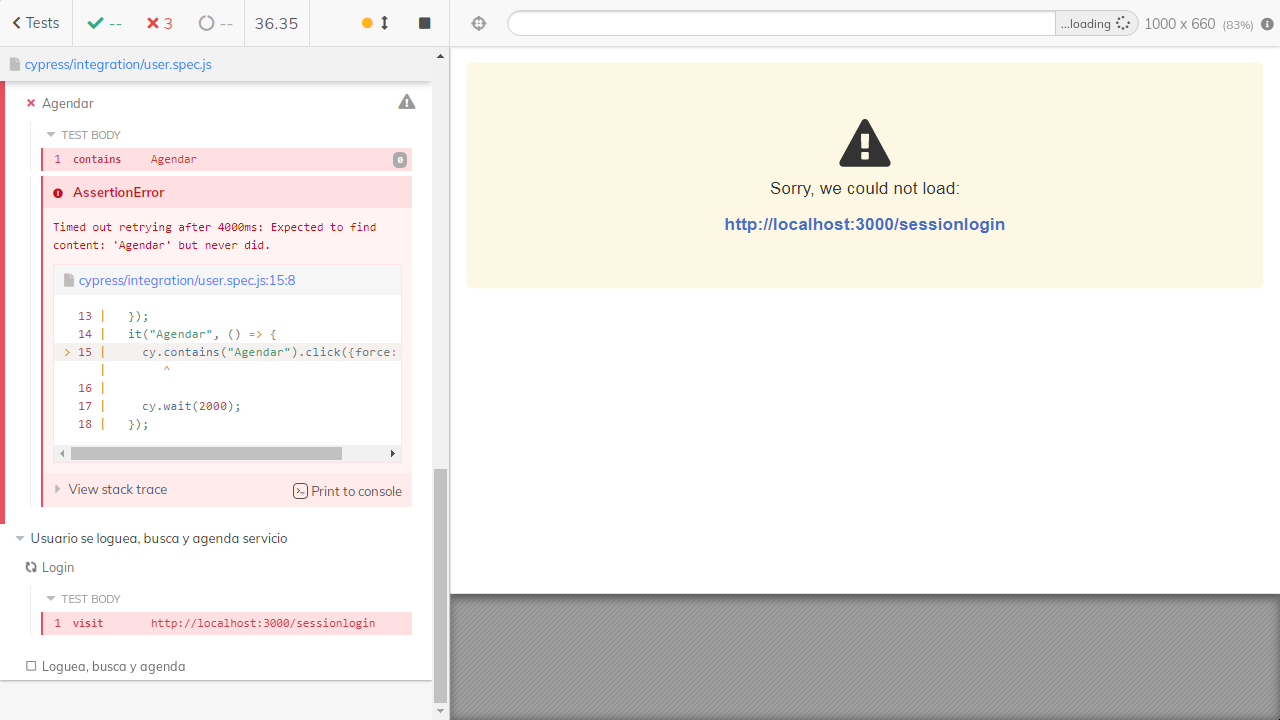 Tests -- 3 -- 36.35
...loading 1000 x 660 (83%)
cypress/integration/user.spec.js
Agendar
TEST BODY
1 contains Agendar 0
AssertionError
Timed out retrying after 4000ms: Expected to find
content: 'Agendar' but never did.
cypress/integration/user.spec.js:15:8
13 | });
14 | it("Agendar", () => {
> 15 | cy.contains("Agendar").click({force:
| ^
16 |
17 | cy.wait(2000);
18 | });
View stack trace
Print to console
Usuario se loguea, busca y agenda servicio
Login
TEST BODY
1 visit http://localhost:3000/sessionlogin
Loguea, busca y agenda
Sorry, we could not load:
http://localhost:3000/sessionlogin